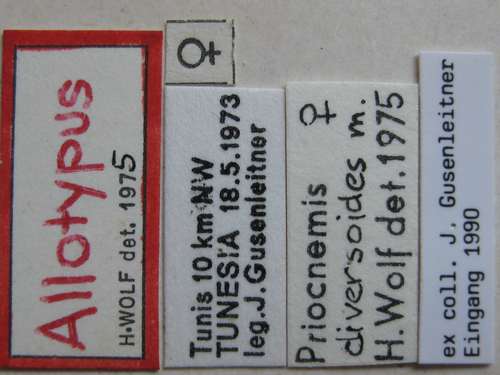 Allotypus
H.WOLF det. 1975
♀
Tunis 10 km NW
TUNESIA 18.5.1973
leg.J.Gusenleitner
♀
Priocnemis
diversoides m.
H.Wolf det.1975
ex coll. J. Gusenleitner
Eingang 1990